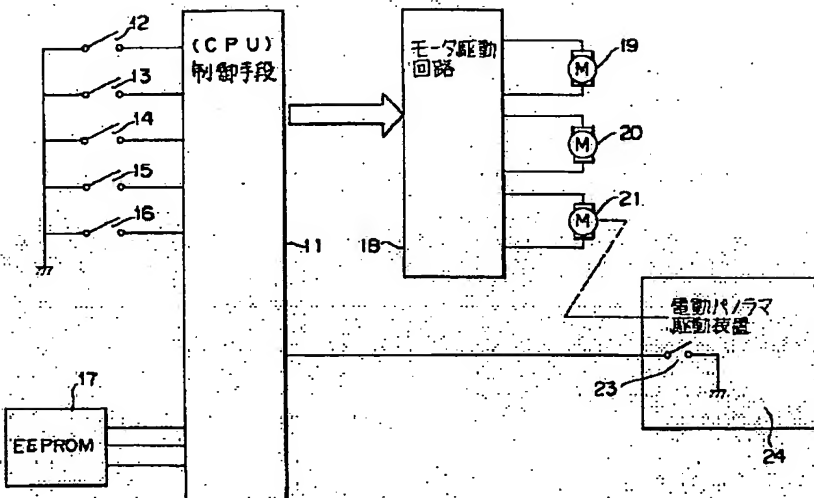 12
13
14
15
16
(CPU)
制御手段
11
17
EEPROM
モータ駆動
回路
18
M
19
M
20
M
21
電動パノラマ
駆動装置
23
24